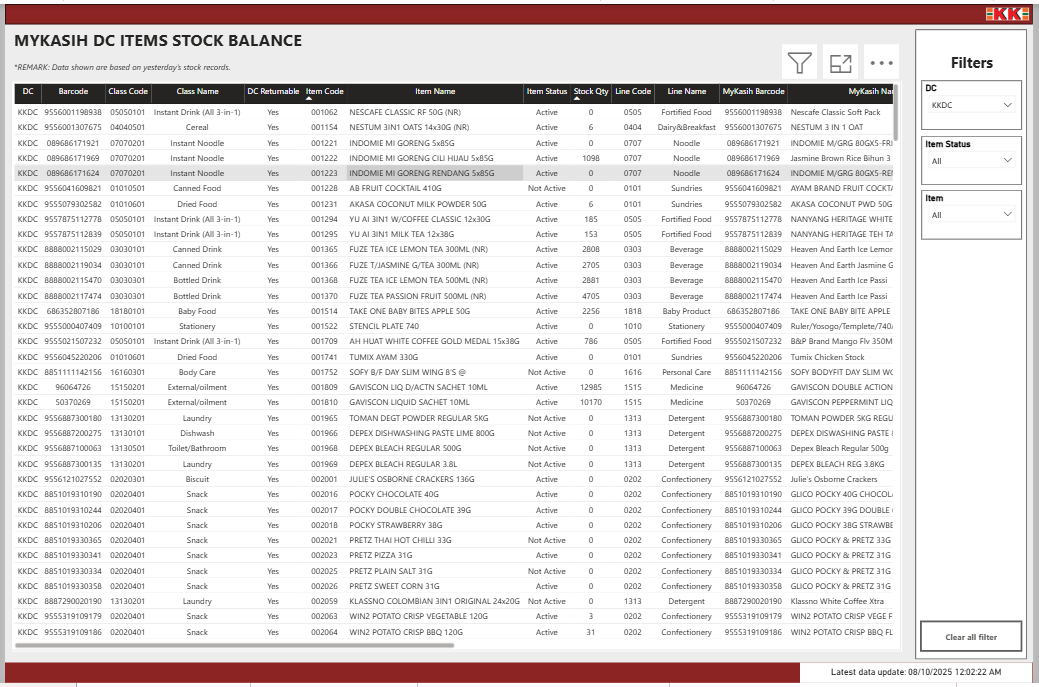 KK
MYKASIH DC ITEMS STOCK BALANCE
*REMARK: Data shown are based on yesterday's stock records.
DC Barcode Class Code Class Name DC Returnable Item Code Item Name Item Status Stock Qty Line Code Line Name MyKasih Barcode MyKasih Nam
KKDC 9556001198938 05050101 Instant Drink (All 3-in-1) Yes 001062 NESCAFE CLASSIC RF 50G (NR) Active 0 0505 Fortified Food 9556001198938 Nescafe Classic Soft Pack
KKDC 9556001307675 04040501 Cereal Yes 001154 NESTUM 3IN1 OATS 14x30G (NR) Active 6 0404 Dairy&Breakfast 9556001307675 NESTUM 3 IN 1 OAT
KKDC 089686171921 07070201 Instant Noodle Yes 001221 INDOMIE MI GORENG 5x85G Active 0 0707 Noodle 089686171921 INDOMIE M/GRG 80GX5-FRI
KKDC 089686171969 07070201 Instant Noodle Yes 001222 INDOMIE MI GORENG CILI HIJAU 5x85G Active 1098 0707 Noodle 089686171969 Jasmine Brown Rice Bihun 3
KKDC 089686171624 07070201 Instant Noodle Yes 001223 INDOMIE MI GORENG RENDANG 5x85G Active 0 0707 Noodle 089686171624 INDOMIE M/GRG 80GX5-REN
KKDC 9556041609821 01010501 Canned Food Yes 001228 AB FRUIT COCKTAIL 410G Not Active 0 0101 Sundries 9556041609821 AYAM BRAND FRUIT COCKTA
KKDC 9555079302582 01010601 Dried Food Yes 001231 AKASA COCONUT MILK POWDER 50G Active 6 0101 Sundries 9555079302582 AKASA COCONUT PWD 50G
KKDC 9557875112778 05050101 Instant Drink (All 3-in-1) Yes 001294 YU AI 3IN1 W/COFFEE CLASSIC 12x30G Active 185 0505 Fortified Food 9557875112778 NANYANG HERITAGE WHITE
KKDC 9557875112839 05050101 Instant Drink (All 3-in-1) Yes 001295 YU AI 3IN1 MILK TEA 12x38G Active 153 0505 Fortified Food 9557875112839 NANYANG HERITAGE TEH TA
KKDC 8888002115029 03030101 Canned Drink Yes 001365 FUZE TEA ICE LEMON TEA 300ML (NR) Active 2808 0303 Beverage 8888002115029 Heaven And Earth Ice Lemor
KKDC 8888002119034 03030101 Canned Drink Yes 001366 FUZE T/JASMINE G/TEA 300ML (NR) Active 2705 0303 Beverage 8888002119034 Heaven And Earth Jasmine G
KKDC 8888002115470 03030301 Bottled Drink Yes 001368 FUZE TEA ICE LEMON TEA 500ML (NR) Active 2881 0303 Beverage 8888002115470 Heaven And Earth Ice Passi
KKDC 8888002117474 03030301 Bottled Drink Yes 001370 FUZE TEA PASSION FRUIT 500ML (NR) Active 4705 0303 Beverage 8888002117474 Heaven And Earth Ice Passi
KKDC 686352807186 18180101 Baby Food Yes 001514 TAKE ONE BABY BITES APPLE 50G Active 2256 1818 Baby Product 686352807186 TAKE ONE BABY BITE APPLE
KKDC 9555000407409 10100101 Stationery Yes 001522 STENCIL PLATE 740 Active 0 1010 Stationery 9555000407409 Ruler/Yosogo/Templete/740/
KKDC 9555021507232 05050101 Instant Drink (All 3-in-1) Yes 001709 AH HUAT WHITE COFFEE GOLD MEDAL 15x38G Active 786 0505 Fortified Food 9555021507232 B&P Brand Mango Flv 350M
KKDC 9556045220206 01010601 Dried Food Yes 001741 TUMIX AYAM 330G Active 0 0101 Sundries 9556045220206 Tumix Chicken Stock
KKDC 8851111142156 16160301 Body Care Yes 001752 SOFY B/F DAY SLIM WING 8'S @ Not Active 0 1616 Personal Care 8851111142156 SOFY BODYFIT DAY SLIM WG
KKDC 96064726 15150201 External/oilment Yes 001809 GAVISCON LIQ D/ACTN SACHET 10ML Active 12985 1515 Medicine 96064726 GAVISCON DOUBLE ACTION
KKDC 50370269 15150201 External/oilment Yes 001810 GAVISCON LIQUID SACHET 10ML Active 10170 1515 Medicine 50370269 GAVISCON PEPPERMINT LIQ
KKDC 9556887300180 13130201 Laundry Yes 001965 TOMAN DEGT POWDER REGULAR 5KG Not Active 0 1313 Detergent 9556887300180 TOMAN POWDER 5KG REGU
KKDC 9556887200275 13130101 Dishwash Yes 001966 DEPEX DISHWASHING PASTE LIME 800G Active 0 1313 Detergent 9556887200275 DEPEX DISHWASHING PASTE
KKDC 9556887100063 13130501 Toilet/Bathroom Yes 001968 DEPEX BLEACH REGULAR 500G Not Active 0 1313 Detergent 9556887100063 Depex Bleach Regular 500g
KKDC 9556887300135 13130201 Laundry Yes 001969 DEPEX BLEACH REGULAR 3.8L Not Active 0 1313 Detergent 9556887300135 DEPEX BLEACH REG 3.8KG
KKDC 9556121027552 02020301 Biscuit Yes 002001 JULIE'S OSBORNE CRACKERS 136G Active 0 0202 Confectionery 9556121027552 Julie's Osborne Crackers
KKDC 8851019310190 02020401 Snack Yes 002016 POCKY CHOCOLATE 40G Active 0 0202 Confectionery 8851019310190 GLICO POCKY 40G CHOCOL
KKDC 8851019310244 02020401 Snack Yes 002017 POCKY DOUBLE CHOCOLATE 39G Active 0 0202 Confectionery 8851019310244 GLICO POCKY 39G DOUBLE
KKDC 8851019310206 02020401 Snack Yes 002018 POCKY STRAWBERRY 38G Active 0 0202 Confectionery 8851019310206 GLICO POCKY 38G STRAWBE
KKDC 8851019330365 02020401 Snack Yes 002021 PRETZ THAI HOT CHILLI 33G Not Active 0 0202 Confectionery 8851019330365 GLICO POCKY & PRETZ 33G
KKDC 8851019330341 02020401 Snack Yes 002023 PRETZ PIZZA 31G Active 0 0202 Confectionery 8851019330341 GLICO POCKY & PRETZ 31G
KKDC 8851019330334 02020401 Snack Yes 002025 PRETZ PLAIN SALT 31G Not Active 0 0202 Confectionery 8851019330334 GLICO POCKY & PRETZ 31G
KKDC 8851019330358 02020401 Snack Yes 002026 PRETZ SWEET CORN 31G Active 0 0202 Confectionery 8851019330358 GLICO POCKY & PRETZ 31G
KKDC 8887290020190 13130201 Laundry Yes 002059 KLASSNO COLOMBIAN 3IN1 ORIGINAL 24x20G Not Active 0 1313 Detergent 8887290020190 Klassno White Coffee Xtra
KKDC 9555319109179 02020401 Snack Yes 002063 WIN2 POTATO CRISP VEGETABLE 120G Active 3 0202 Confectionery 9555319109179 WIN2 POTATO CRISP VEGE F
KKDC 9555319109186 02020401 Snack Yes 002064 WIN2 POTATO CRISP BBQ 120G Active 31 0202 Confectionery 9555319109186 WIN2 POTATO CRISP BBQ FL
Filters
DC
KKDC
Item Status
All
Item
All
Clear all filter
Latest data update: 08/10/2025 12:02:22 AM